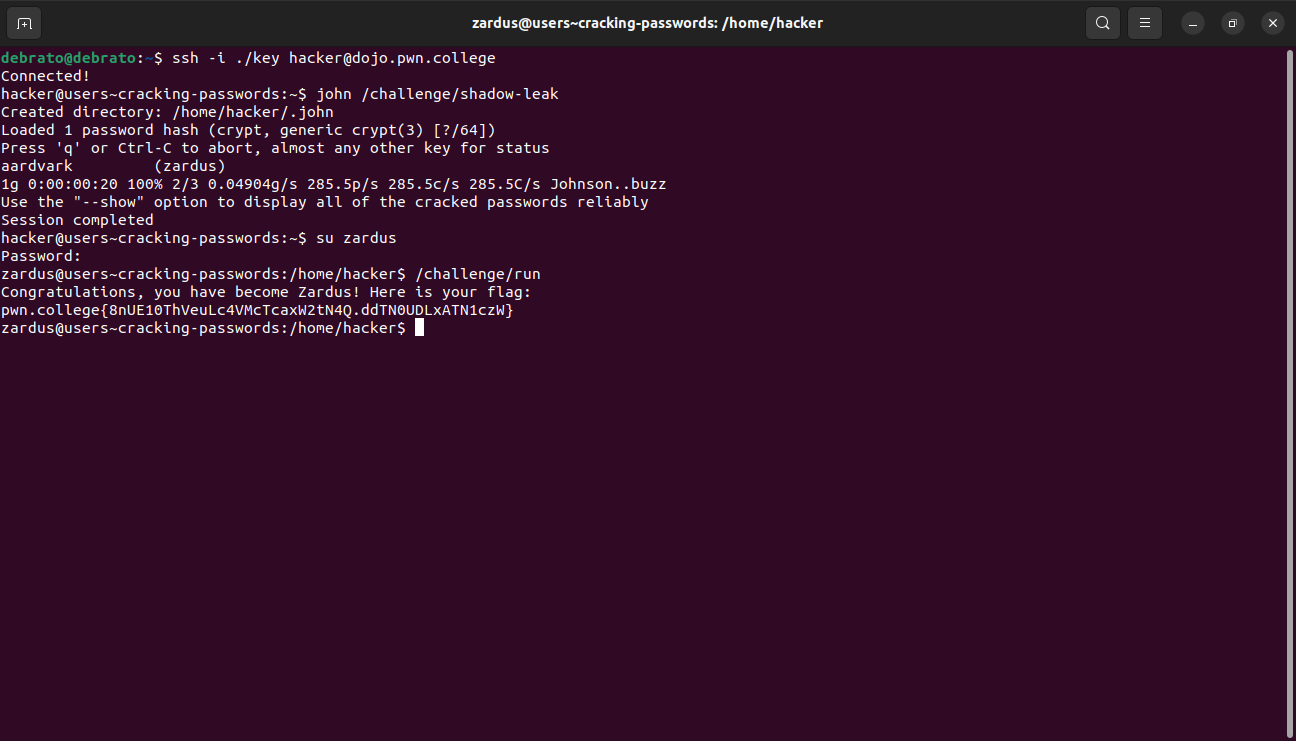 zardus@users~cracking-passwords: /home/hacker
debrato@debrato:~$ ssh -i ./key hacker@dojo.pwn.college
Connected!
hacker@users~cracking-passwords:~$ john /challenge/shadow-leak
Created directory: /home/hacker/.john
Loaded 1 password hash (crypt, generic crypt(3) [?/64])
Press 'q' or Ctrl-C to abort, almost any other key for status
aardvark         (zardus)
1g 0:00:00:20 100% 2/3 0.04904g/s 285.5p/s 285.5c/s 285.5C/s Johnson..buzz
Use the "--show" option to display all of the cracked passwords reliably
Session completed
hacker@users~cracking-passwords:~$ su zardus
Password:
zardus@users~cracking-passwords:/home/hacker$ /challenge/run
Congratulations, you have become Zardus! Here is your flag:
pwn.college{8nUE10ThVeuLc4VMcTcaxW2tN4Q.ddTN0UDLxATN1czW}
zardus@users~cracking-passwords:/home/hacker$